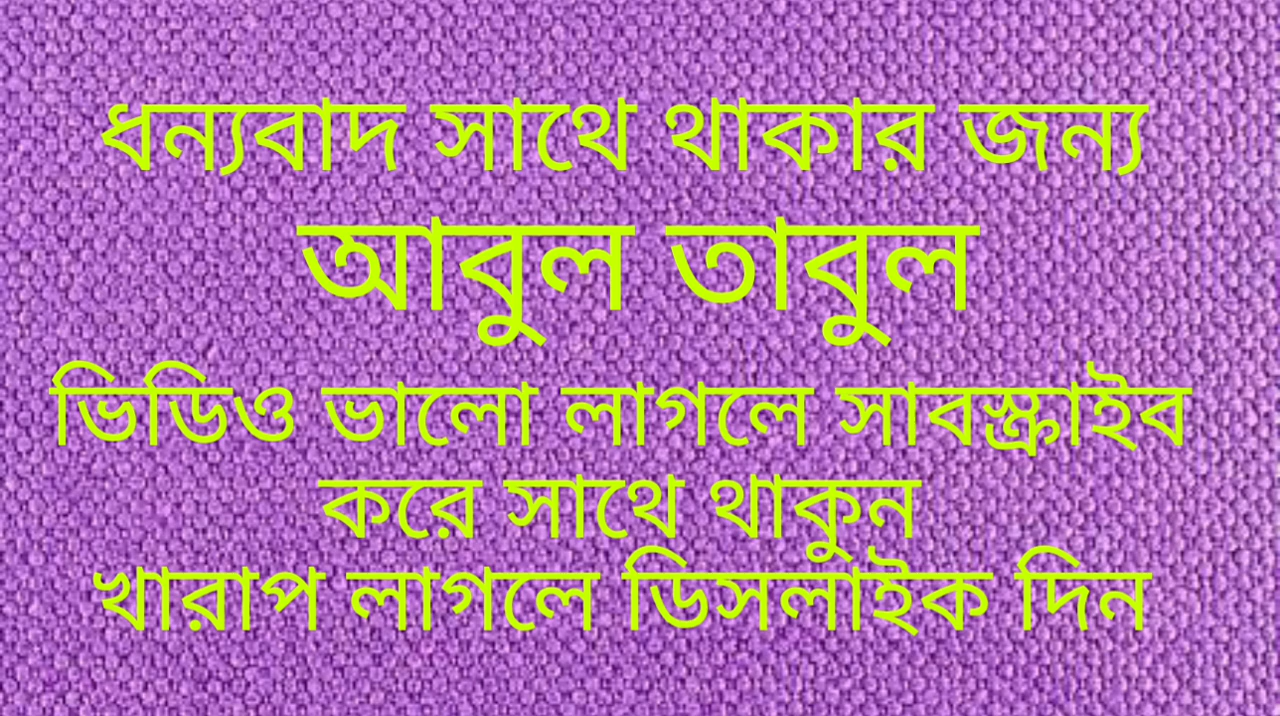 ধন্যবাদ সাথে থাকার জন্য
আবুল তাবুল
ভিডিও ভালো লাগলে সাবস্ক্রাইব
করে সাথে থাকুন
খারাপ লাগলে ডিসলাইক দিন